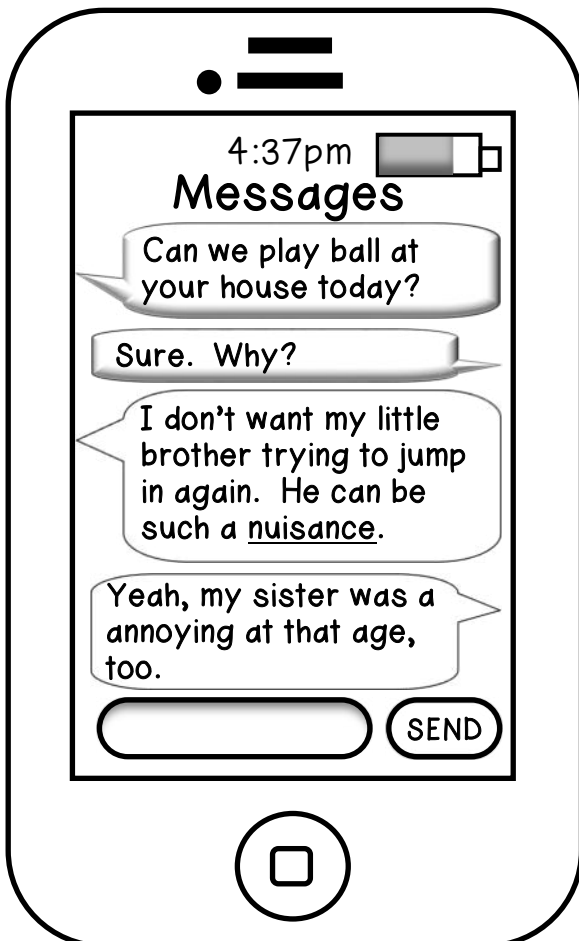 4:37pm
Messages
Can we play ball at
your house today?
Sure. Why?
I don't want my little
brother trying to jump
in again. He can be
such a nuisance.
Yeah, my sister was a
annoying at that age,
too.
SEND